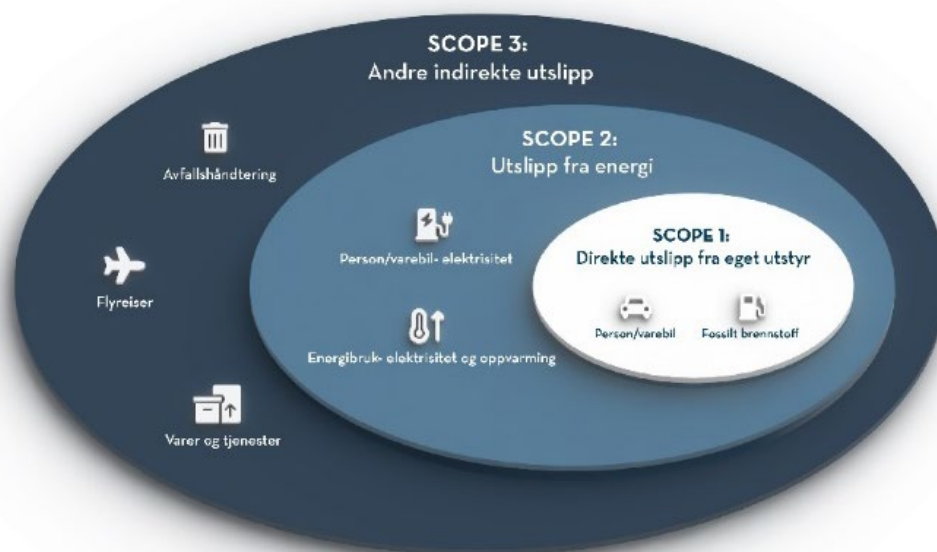 SCOPE 3:
Andre indirekte utslipp
Avfallshåndtering
Flyreiser
Varer og tjenester
SCOPE 2:
Utslipp fra energi
Person/varebil- elektrisitet
Energibruk- elektrisitet og oppvarming
SCOPE 1:
Direkte utslipp fra eget utstyr
Person/varebil
Fossilt brennstoff